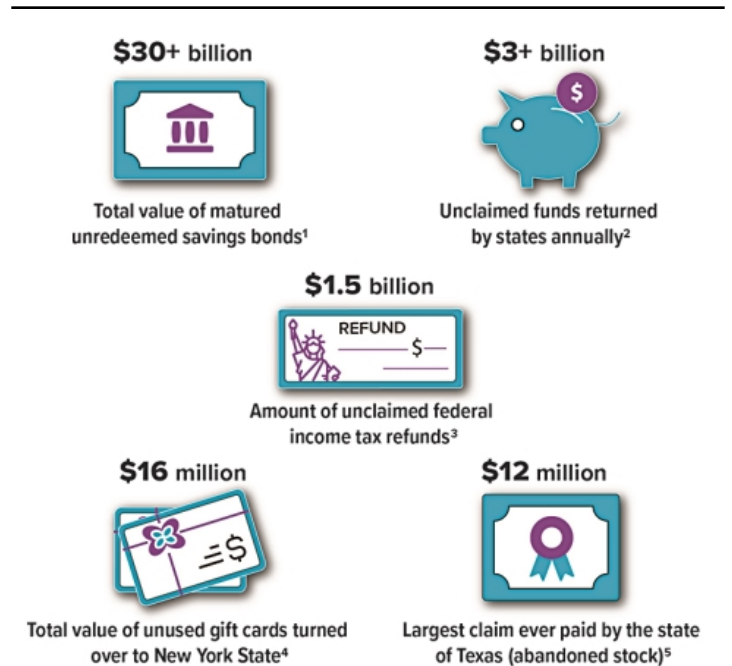 $30+ billion
Total value of matured
unredeemed savings bonds¹
$3+ billion
$
Unclaimed funds returned
by states annually²
$1.5 billion
REFUND
$
Amount of unclaimed federal
income tax refunds³
$16 million
$
Total value of unused gift cards turned
over to New York State⁴
$12 million
Largest claim ever paid by the state
of Texas (abandoned stock)⁵